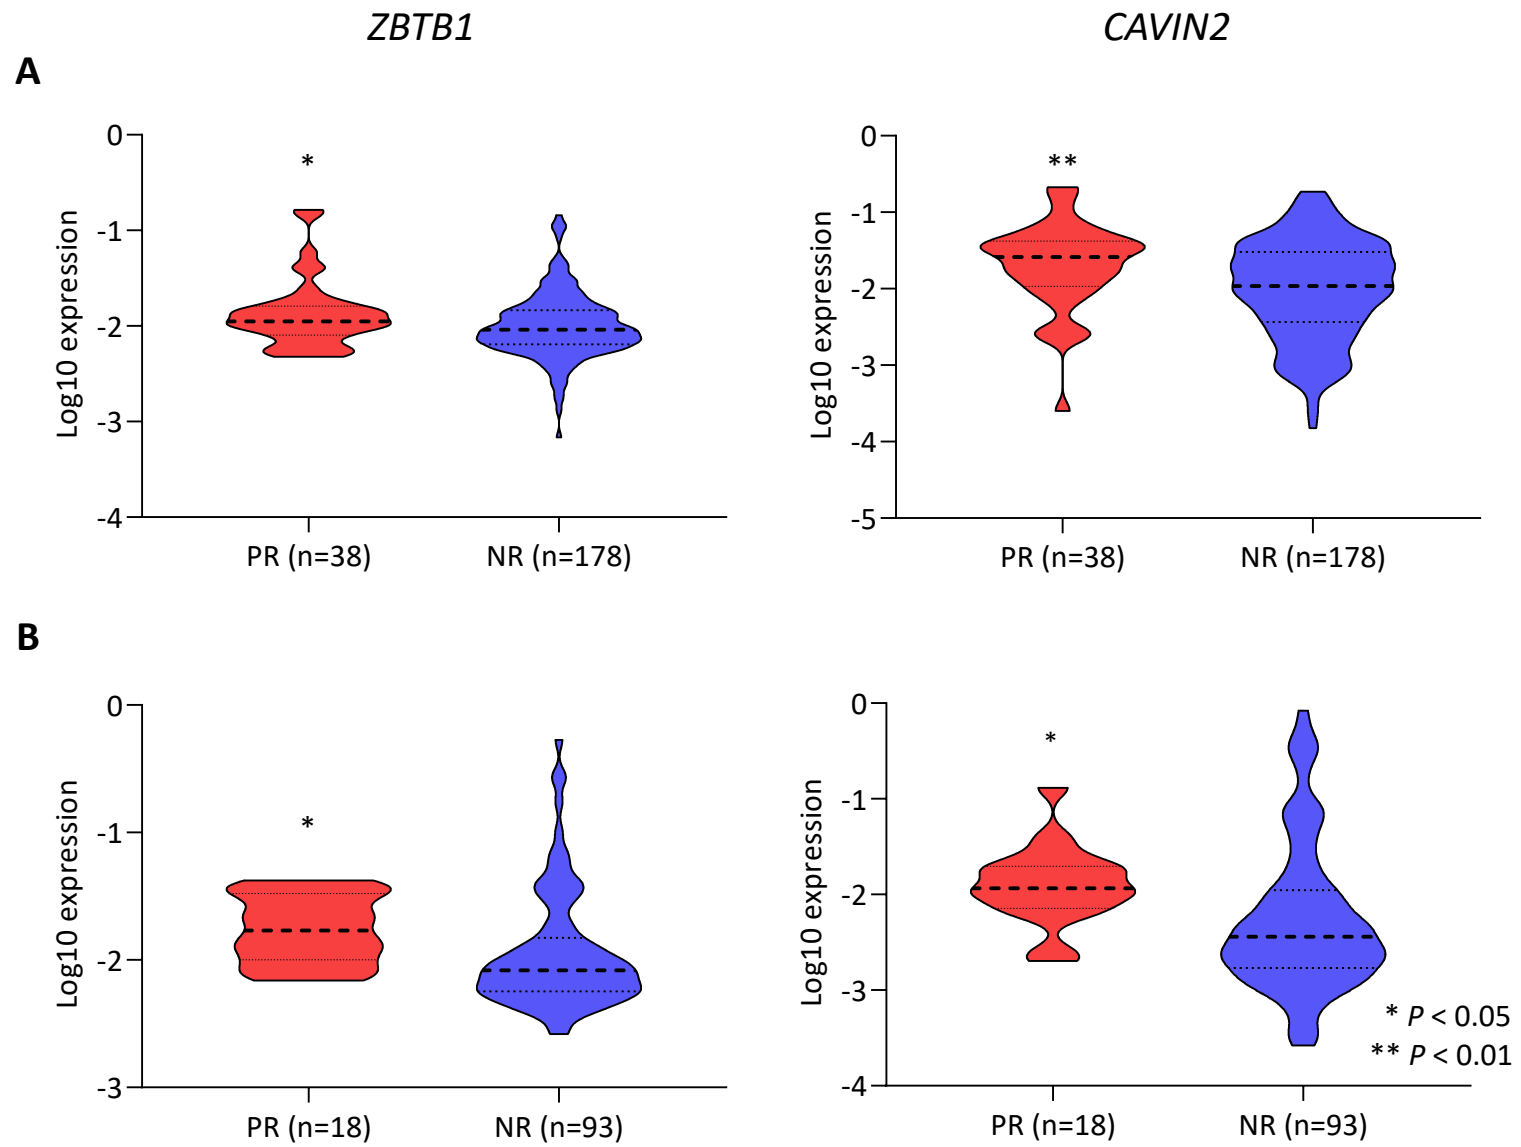 ZBTB1
CAVIN2
A
0
-1
-2
-3
-4
Log10 expression
*
PR (n=38)
NR (n=178)
0
-1
-2
-3
-4
-5
Log10 expression
**
PR (n=38)
NR (n=178)
B
0
-1
-2
-3
Log10 expression
*
PR (n=18)
NR (n=93)
0
-1
-2
-3
-4
Log10 expression
*
PR (n=18)
NR (n=93)
* P < 0.05
** P < 0.01